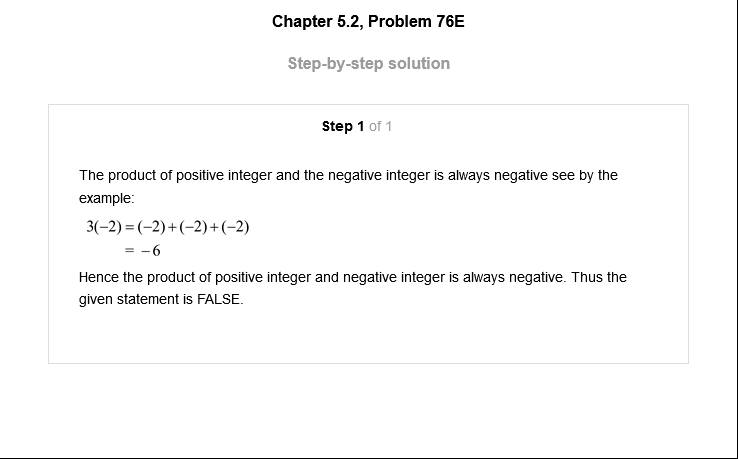 Chapter 5.2, Problem 76E
Step-by-step solution
Step 1 of 1
The product of positive integer and the negative integer is always negative see by the
example:
3(−2) = (−2)+(−2)+(−2)
= −6
Hence the product of positive integer and negative integer is always negative. Thus the
given statement is FALSE.